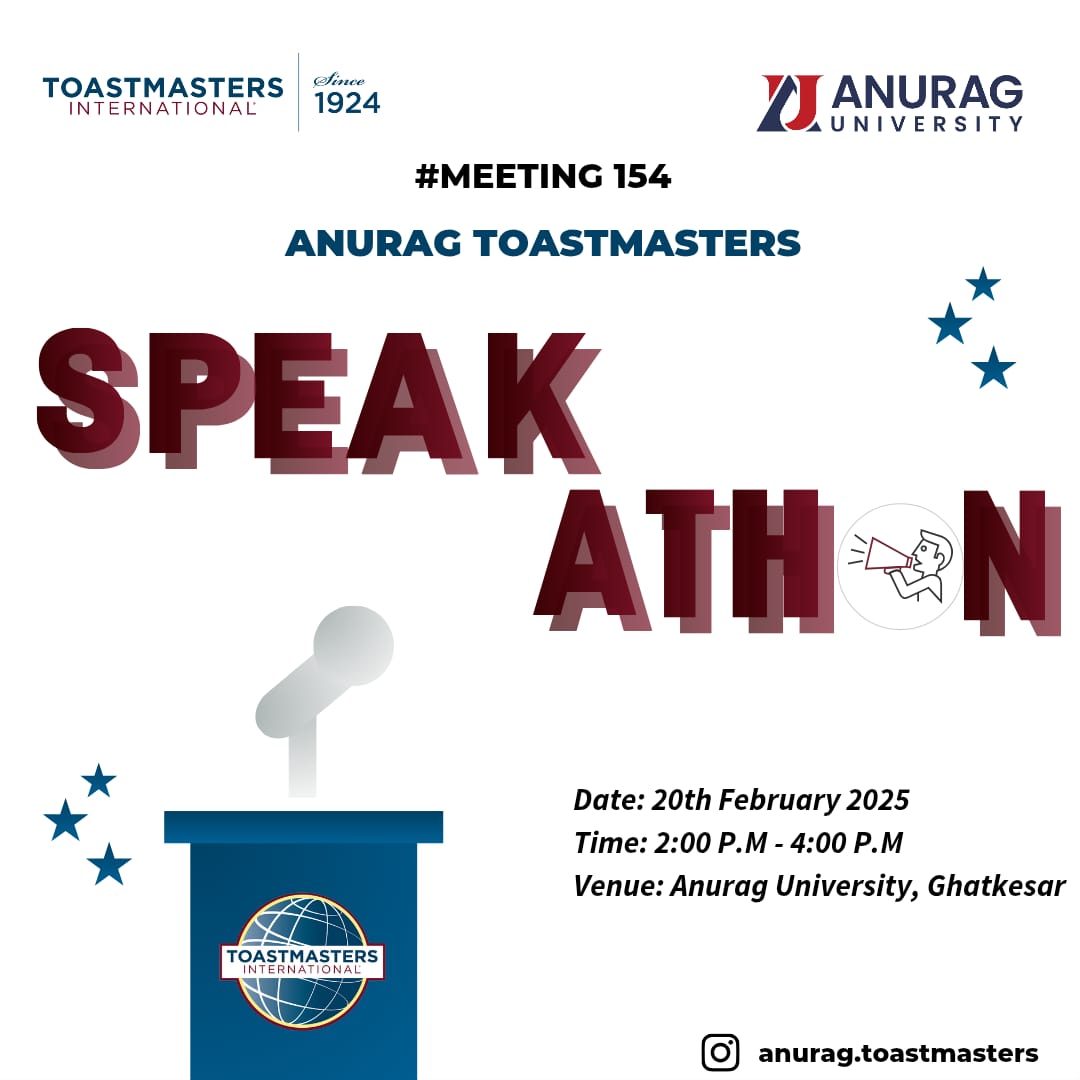 TOASTMASTERS
INTERNATIONAL
Since
1924
ANURAG
UNIVERSITY
#MEETING 154
ANURAG TOASTMASTERS
SPEAK
ATHON
Date: 20th February 2025
Time: 2:00 P.M - 4:00 P.M
Venue: Anurag University, Ghatkesar
TOASTMASTERS
INTERNATIONAL
anurag.toastmasters